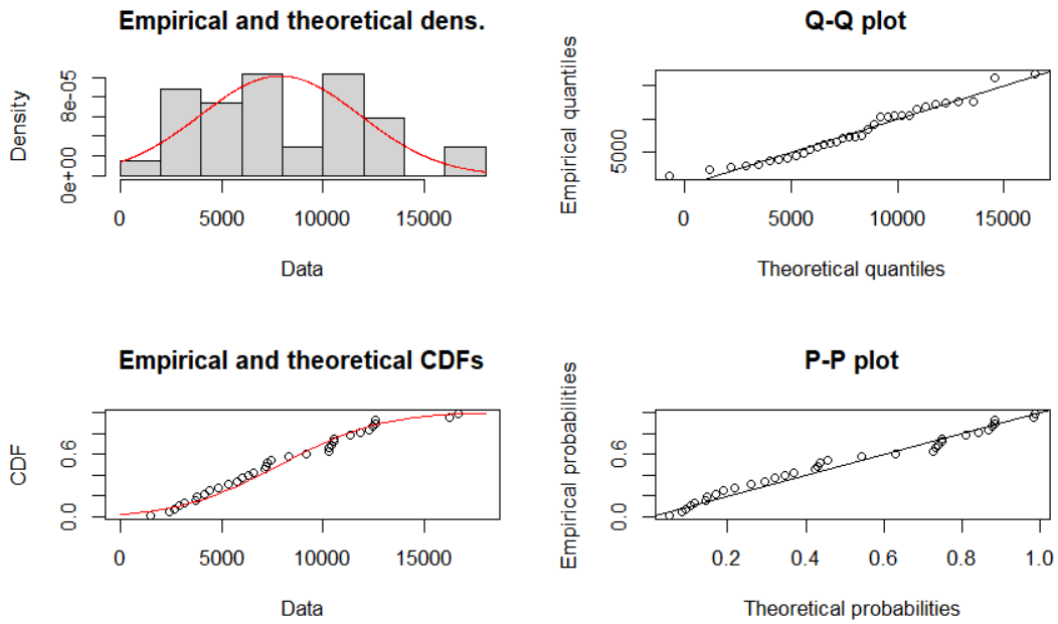 Empirical and theoretical dens.
Density
0e+00
8e-05
0
5000
10000
15000
Data
Q-Q plot
Empirical quantiles
5000
0
5000
10000
15000
Theoretical quantiles
Empirical and theoretical CDFs
CDF
0.0
0.6
0
5000
10000
15000
Data
P-P plot
Empirical probabilities
0.0
0.6
0.2
0.4
0.6
0.8
1.0
Theoretical probabilities